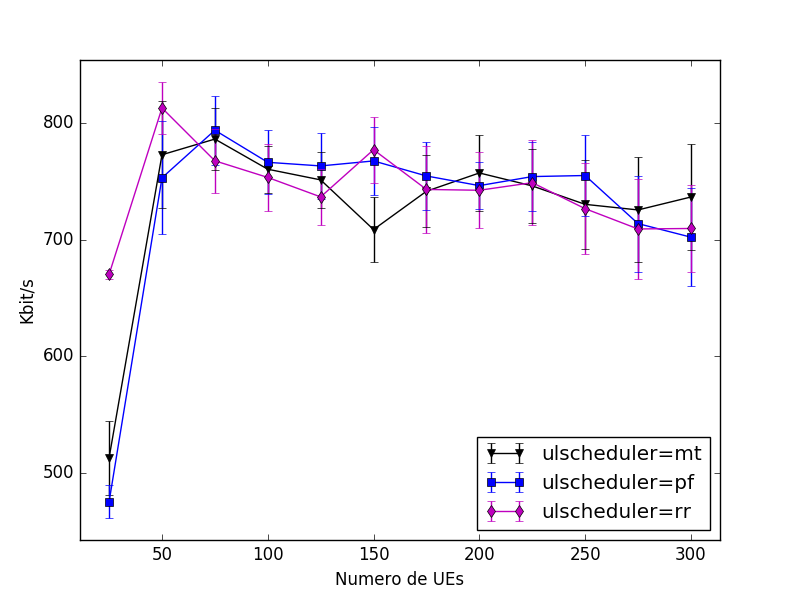 800
700
600
500
Kbit/s
50 100 150 200 250 300
Numero de UEs
ulscheduler=mt
ulscheduler=pf
ulscheduler=rr